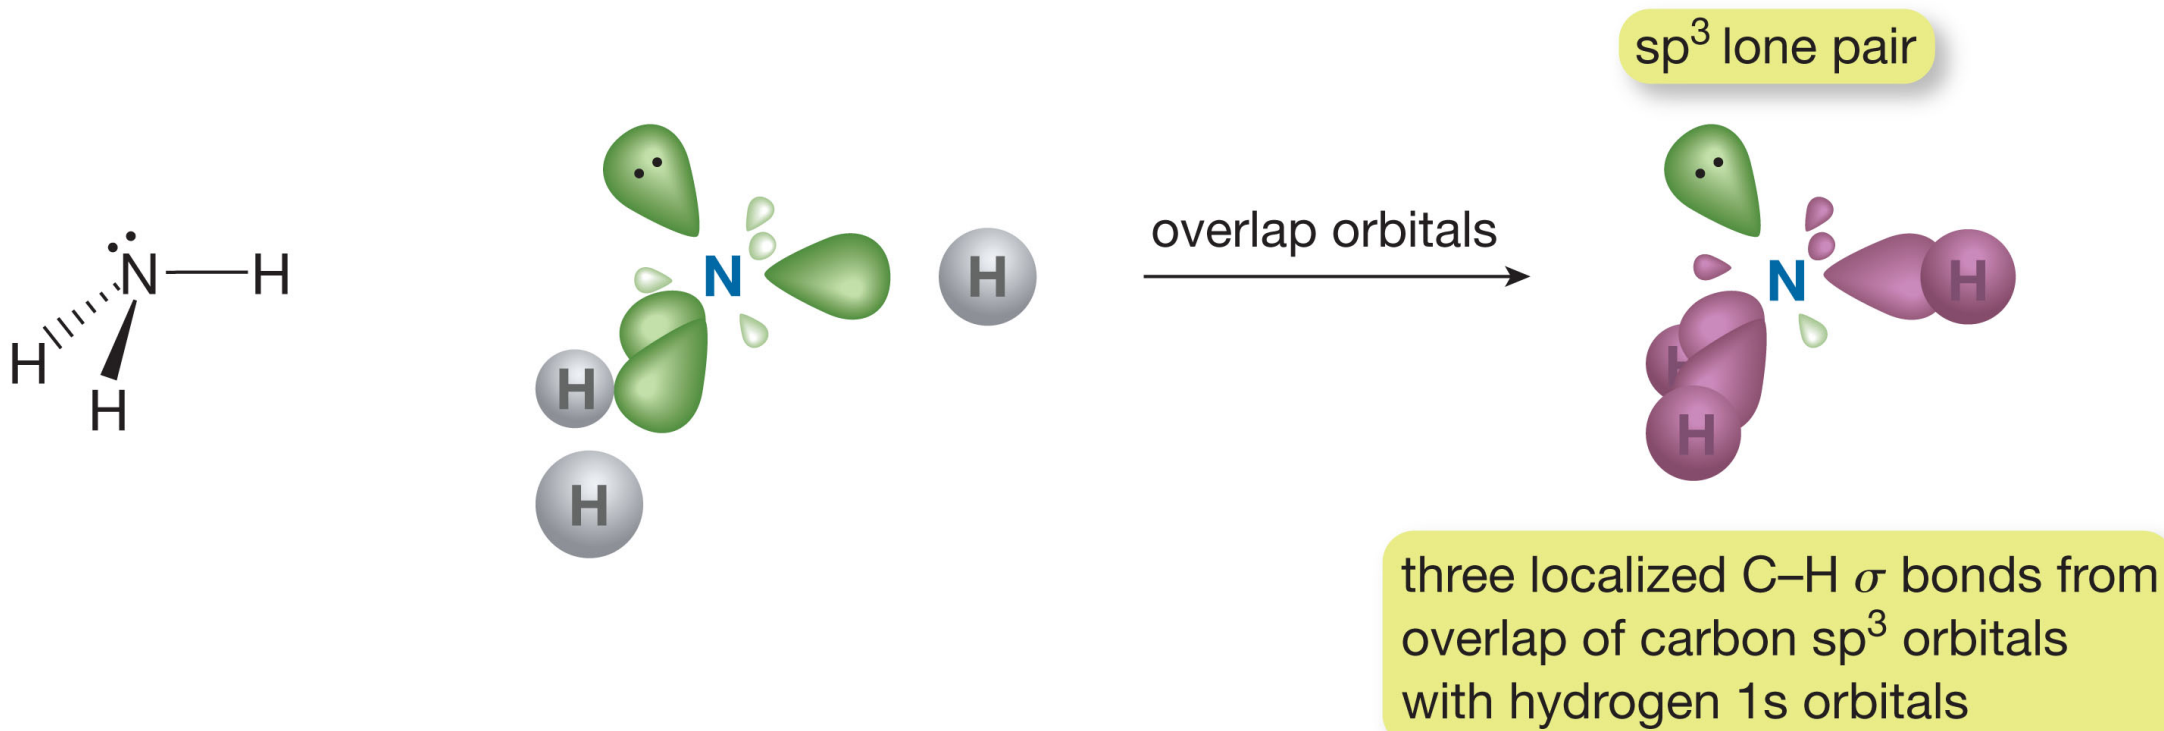 sp³ lone pair
N H
H
H
N H
H
H
overlap orbitals
N H
H
H
three localized C–H σ bonds from
overlap of carbon sp³ orbitals
with hydrogen 1s orbitals